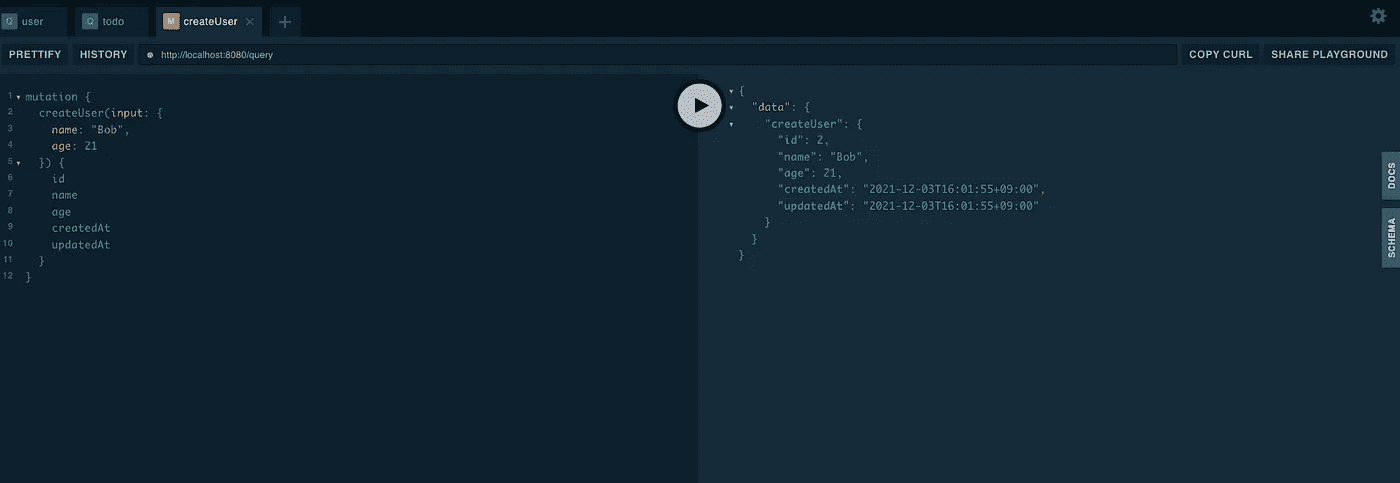 Q user Q todo M createUser × +
PRETTIFY HISTORY http://localhost:8080/query COPY CURL SHARE PLAYGROUND
1 mutation {
2 createUser(input: {
3 name: "Bob",
4 age: 21
5 }) {
6 id
7 name
8 age
9 createdAt
10 updatedAt
11 }
12 }
{
"data": {
"createUser": {
"id": 2,
"name": "Bob",
"age": 21,
"createdAt": "2021-12-03T16:01:55+09:00",
"updatedAt": "2021-12-03T16:01:55+09:00"
}
}
}
DOCS
SCHEMA